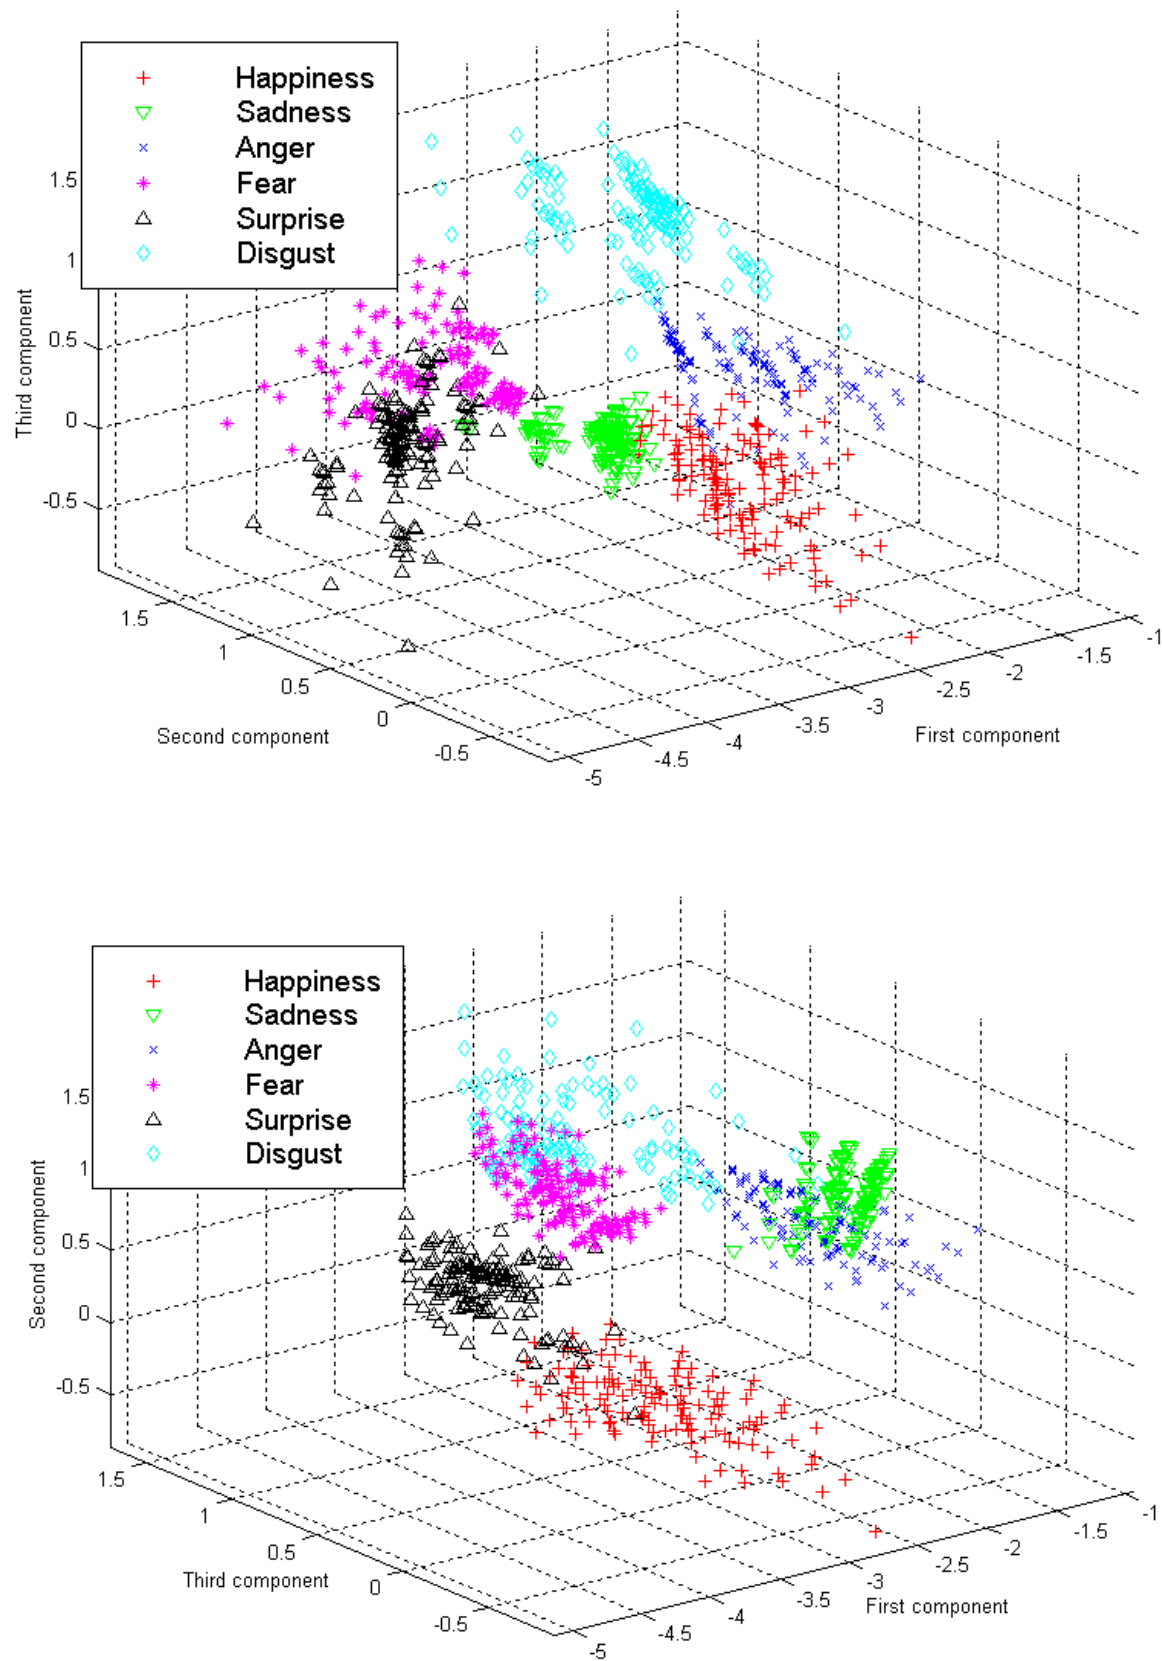 Happiness
Sadness
Anger
Fear
Surprise
Disgust
1.5
1
0.5
0
-0.5
Third component
1.5
1
0.5
0
-0.5
Second component
-5
-4.5
-4
-3.5
-3
-2.5
-2
-1.5
-1
First component
Happiness
Sadness
Anger
Fear
Surprise
Disgust
1.5
1
0.5
0
-0.5
Second component
1.5
1
0.5
0
-0.5
Third component
-5
-4.5
-4
-3.5
-3
-2.5
-2
-1.5
-1
First component